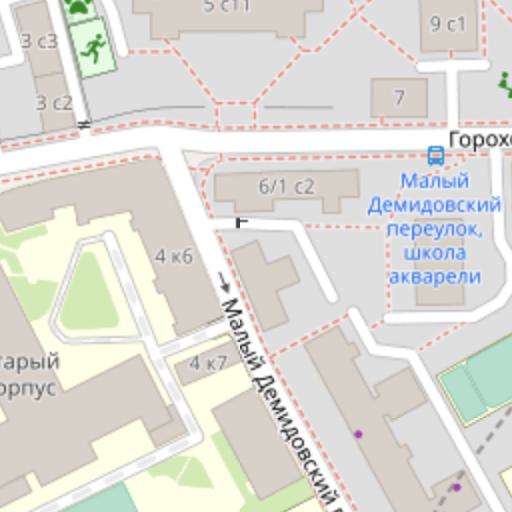 5 с11
9 с1
3 с3
3 с2
7
Горохо
6/1 с2
Малый
Демидовский
переулок,
школа
акварели
4 к6
Малый Демидовский п
тарый
орпус
4 к7